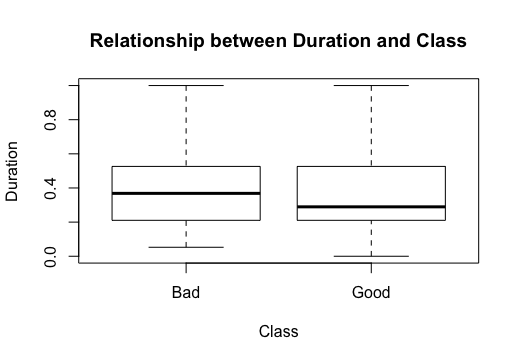 Relationship between Duration and Class
Duration
0.8
0.4
0.0
Bad
Good
Class